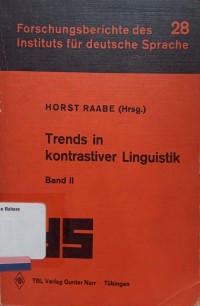 Forschungsberichte des 28
Instituts für deutsche Sprache
HORST RAABE (Hrsg.)
Trends in
kontrastiver Linguistik
Band II
TBL Verlag Gunter Narr Tübingen